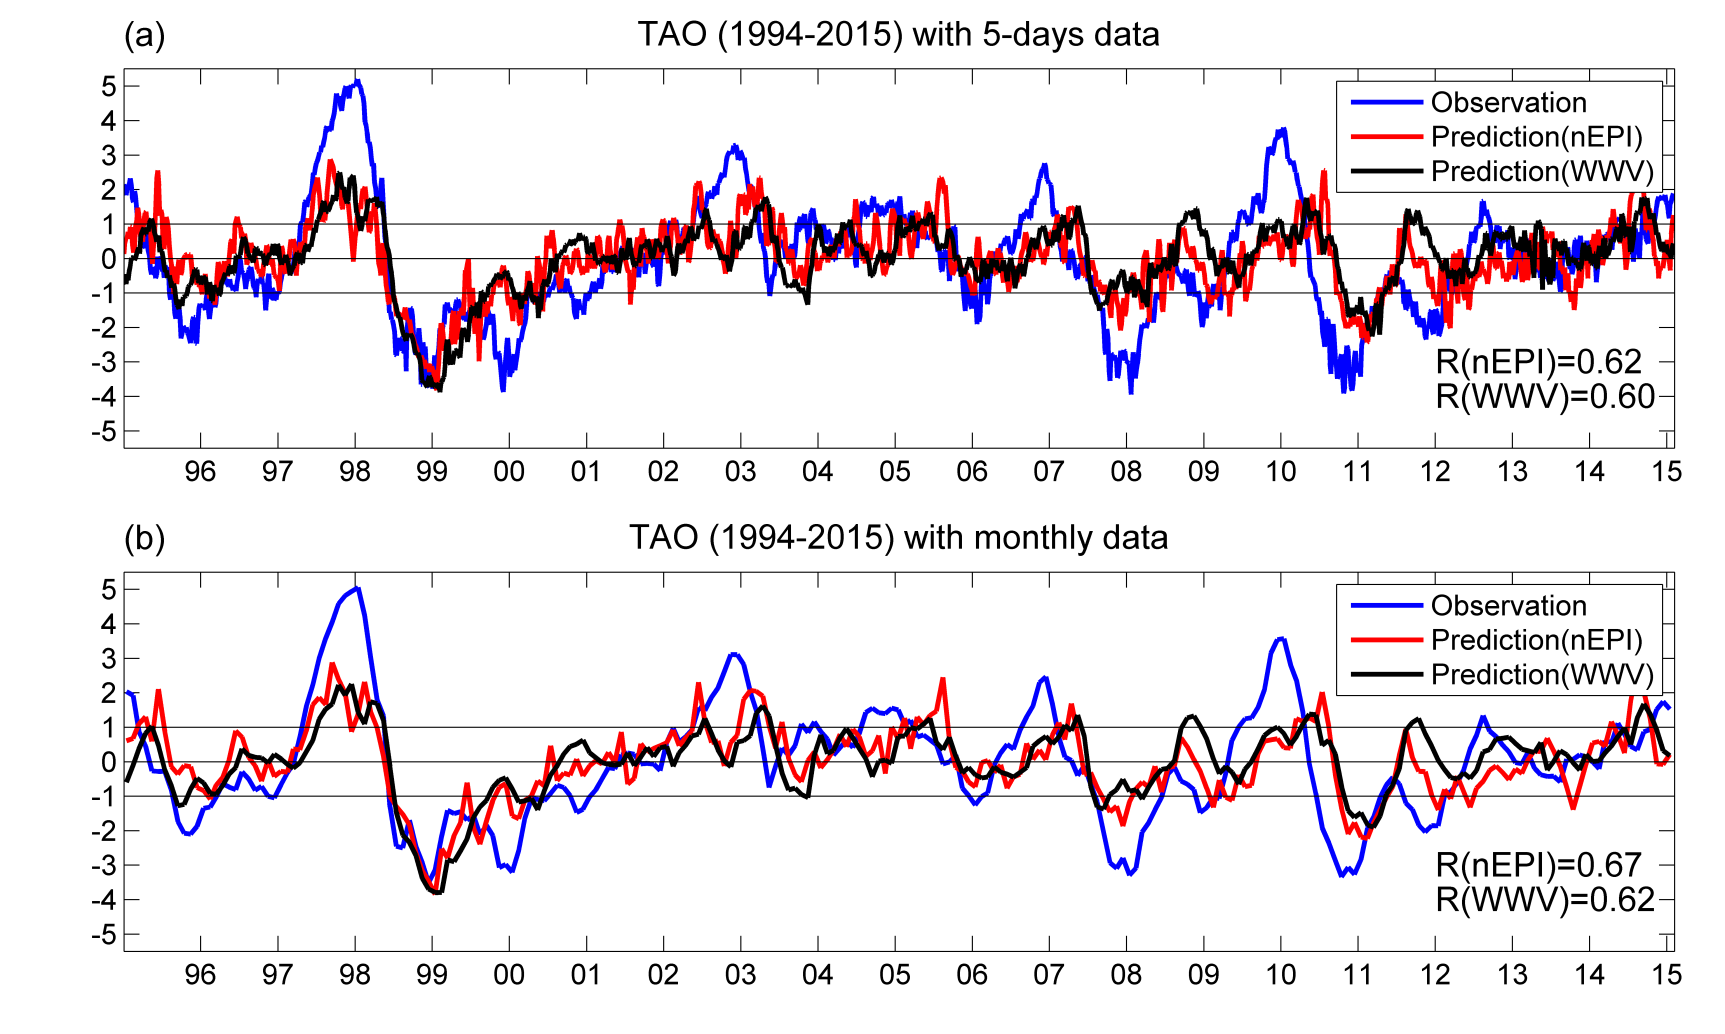 (a) TAO (1994-2015) with 5-days data
5
4
3
2
1
0
-1
-2
-3
-4
-5
Observation
Prediction(nEPI)
Prediction(WWV)
R(nEPI)=0.62
R(WWV)=0.60
96 97 98 99 00 01 02 03 04 05 06 07 08 09 10 11 12 13 14 15
(b) TAO (1994-2015) with monthly data
5
4
3
2
1
0
-1
-2
-3
-4
-5
Observation
Prediction(nEPI)
Prediction(WWV)
R(nEPI)=0.67
R(WWV)=0.62
96 97 98 99 00 01 02 03 04 05 06 07 08 09 10 11 12 13 14 15